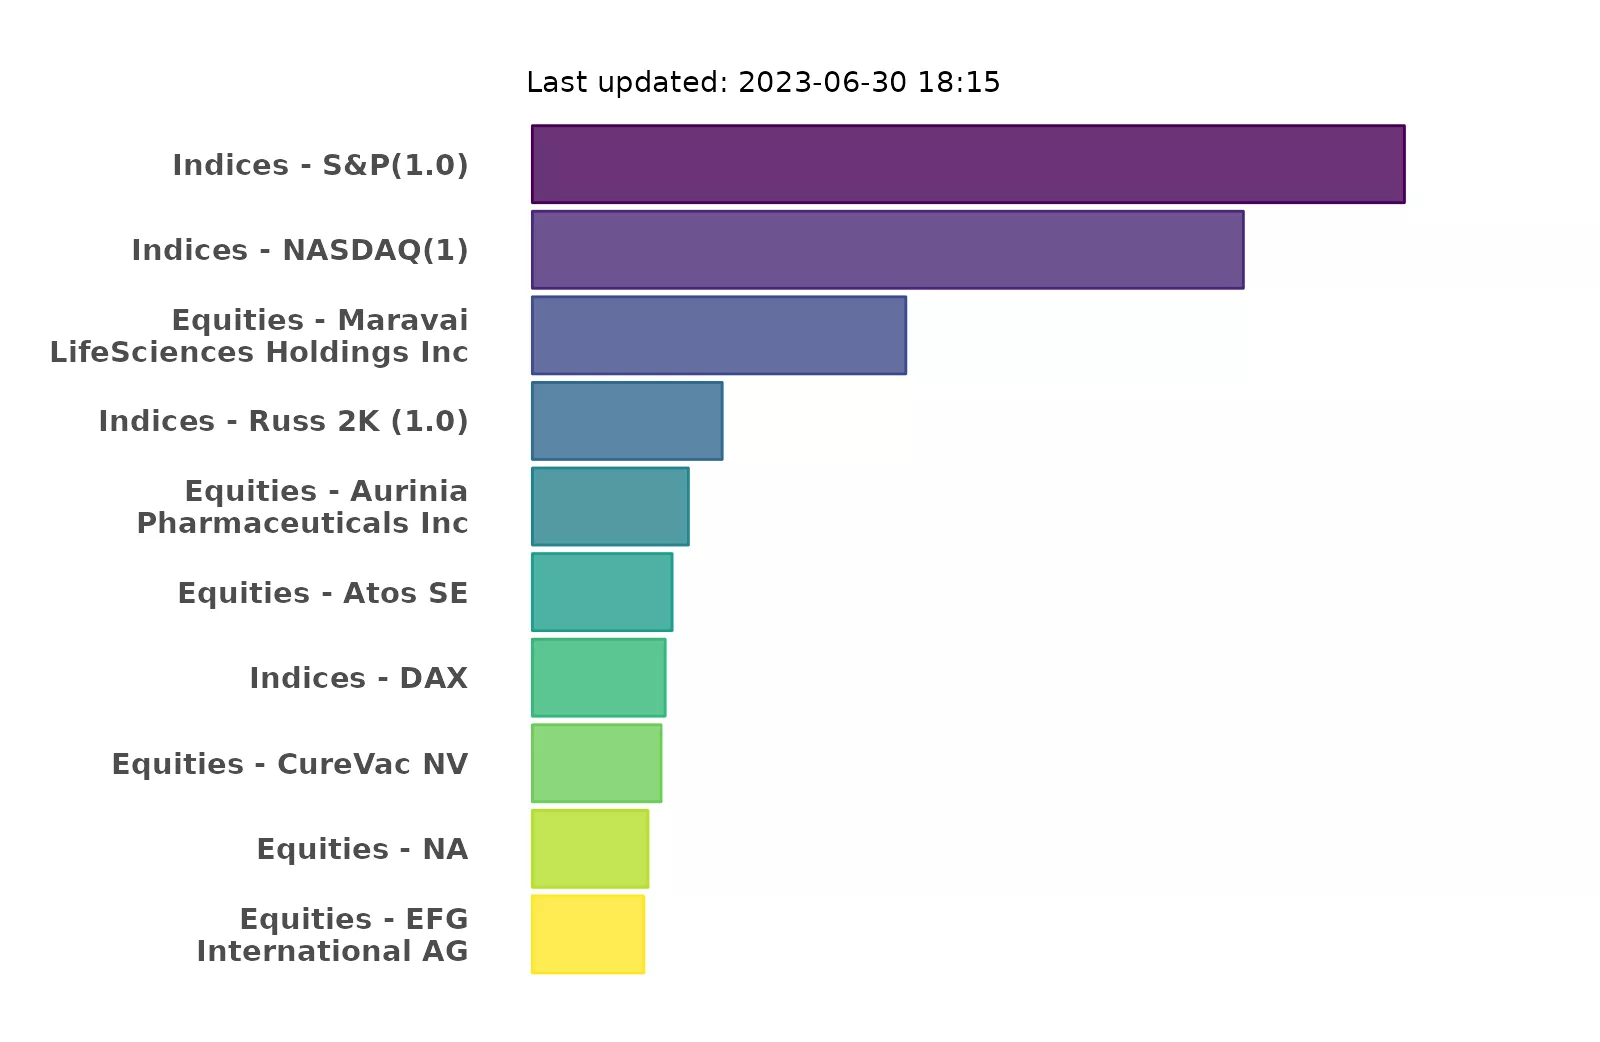 Last updated: 2023-06-30 18:15
Indices - S&P(1.0)
Indices - NASDAQ(1)
Equities - Maravai
LifeSciences Holdings Inc
Indices - Russ 2K (1.0)
Equities - Aurinia
Pharmaceuticals Inc
Equities - Atos SE
Indices - DAX
Equities - CureVac NV
Equities - NA
Equities - EFG
International AG